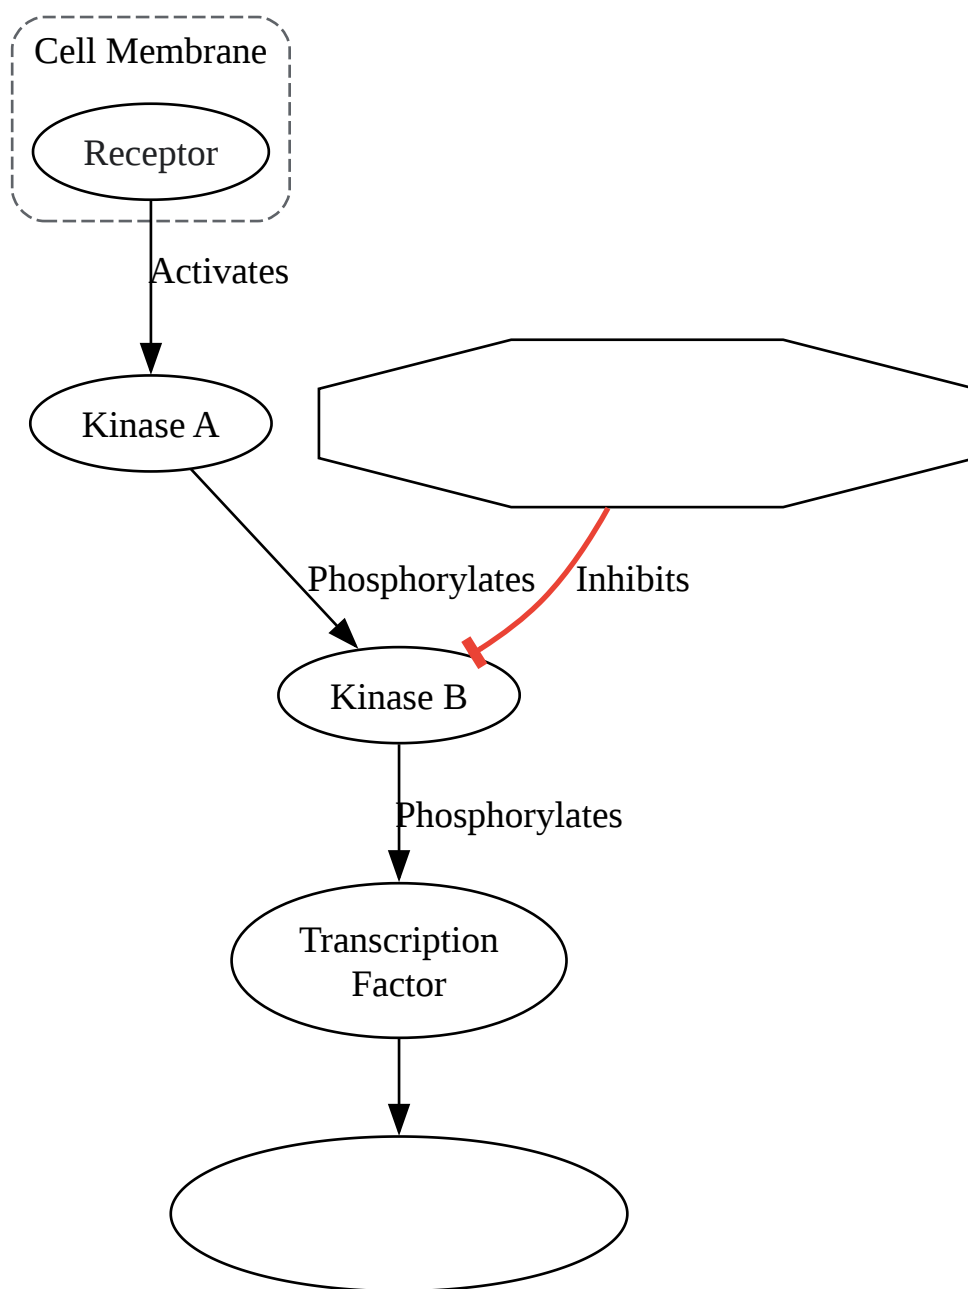 Cell Membrane
Receptor
Activates
Kinase A
Phosphorylates
Inhibits
Kinase B
Phosphorylates
Transcription
Factor